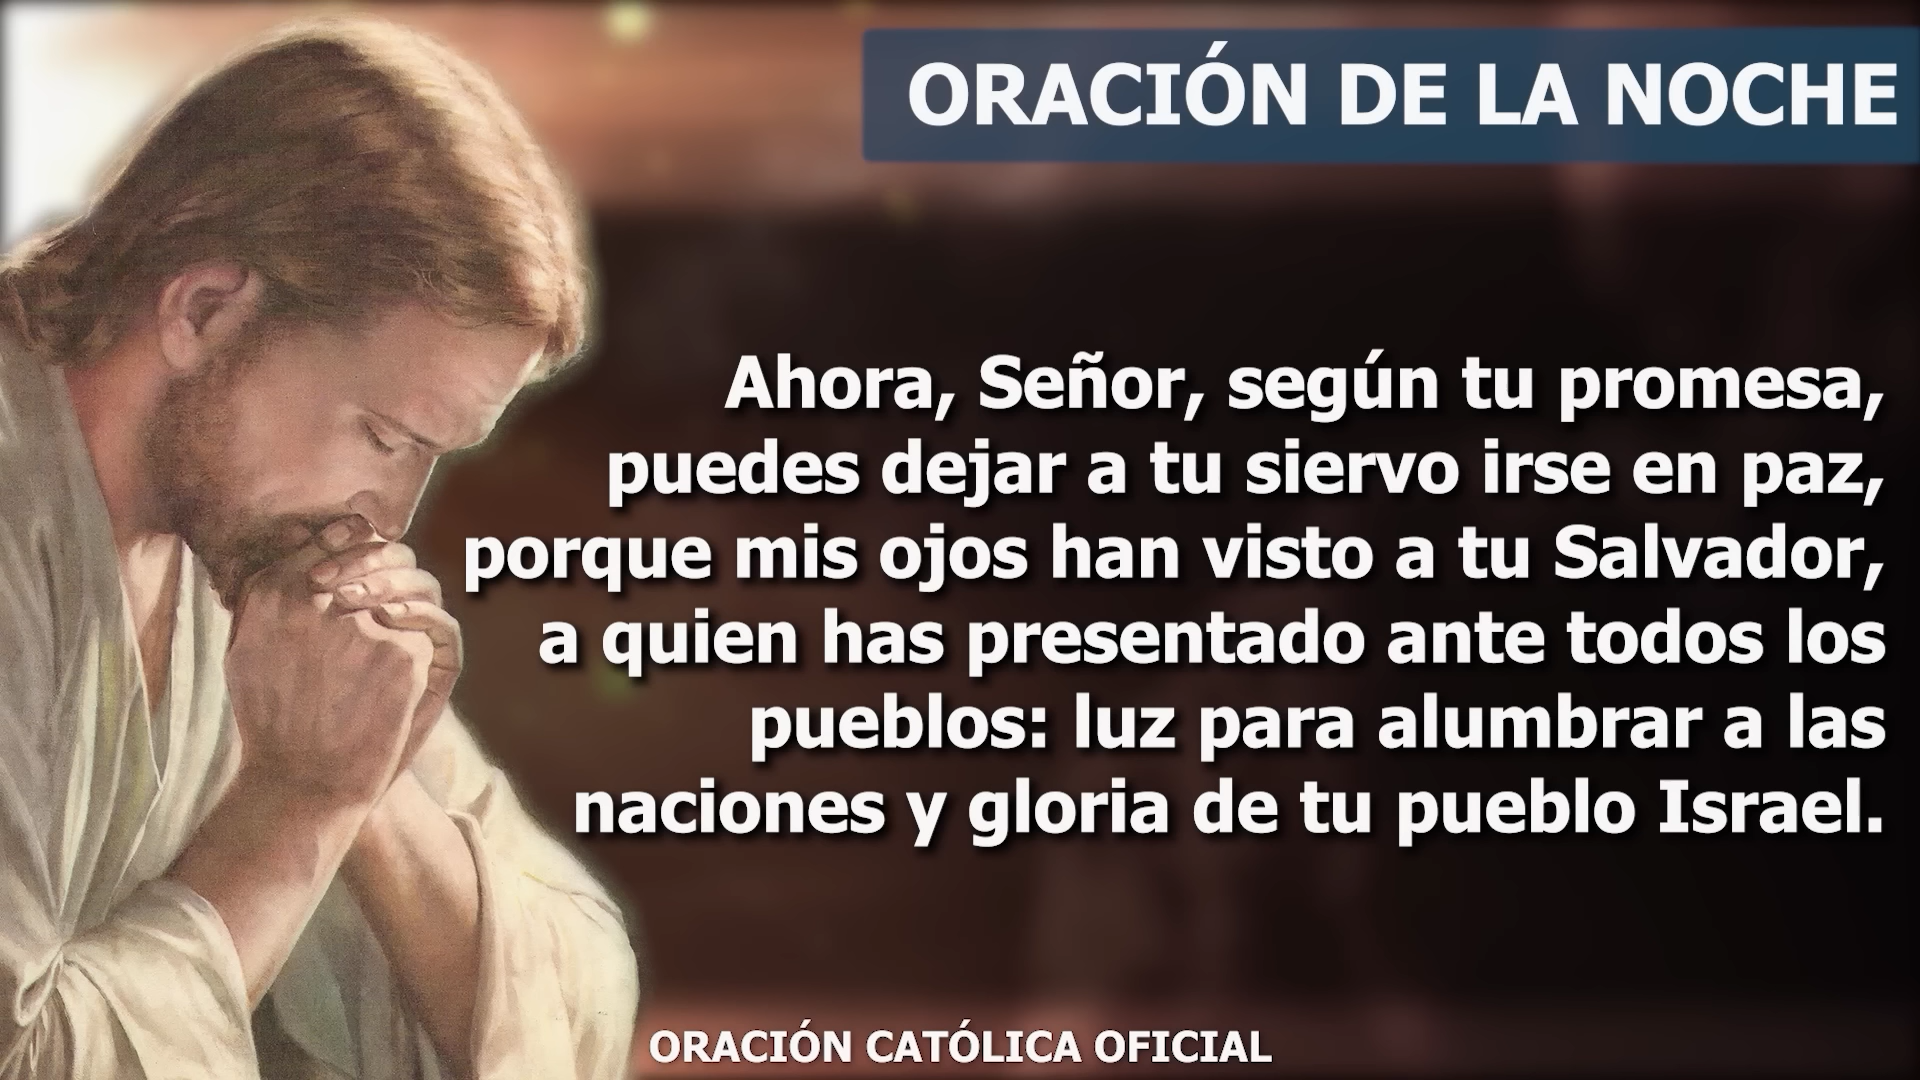 ORACIÓN DE LA NOCHE
Ahora, Señor, según tu promesa,
puedes dejar a tu siervo irse en paz,
porque mis ojos han visto a tu Salvador,
a quien has presentado ante todos los
pueblos: luz para alumbrar a las
naciones y gloria de tu pueblo Israel.
ORACIÓN CATÓLICA OFICIAL